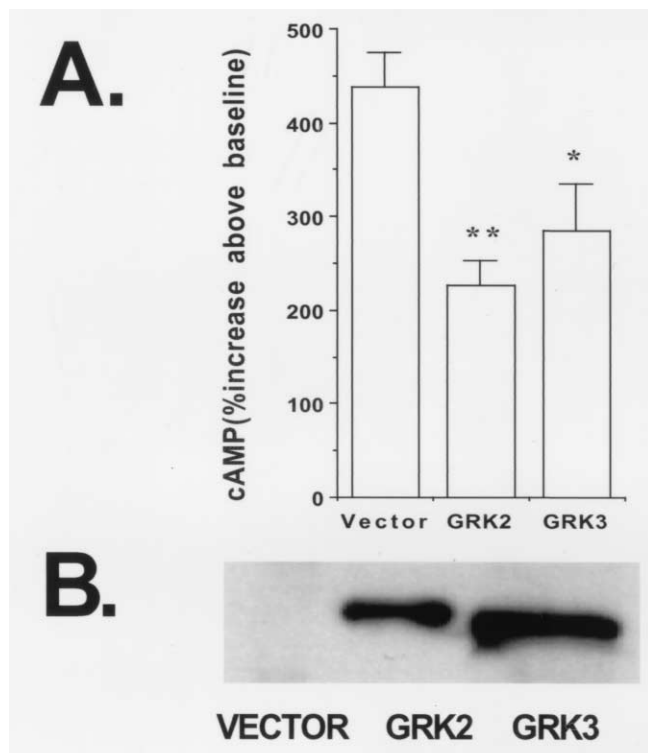 A.
cAMP(%increase above baseline)
500
400
300
200
100
0
**
*
Vector GRK2 GRK3
B.
VECTOR GRK2 GRK3